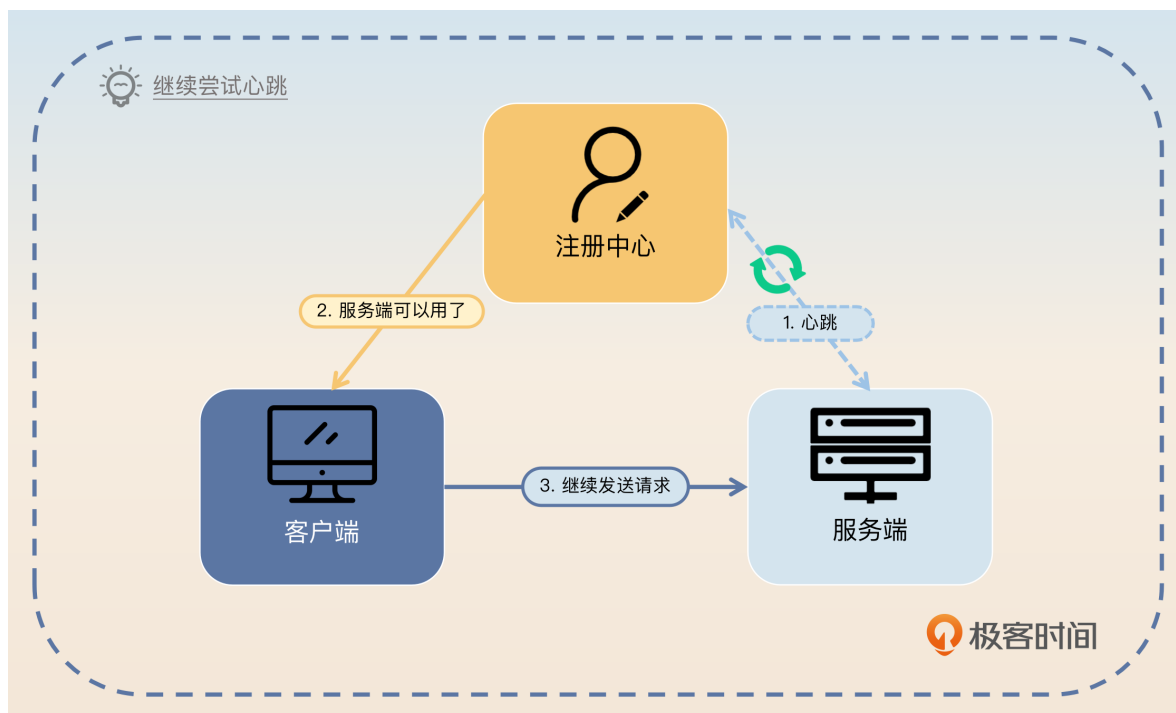 继续尝试心跳
注册中心
2. 服务端可以用了
1. 心跳
3. 继续发送请求
客户端
服务端
极客时间